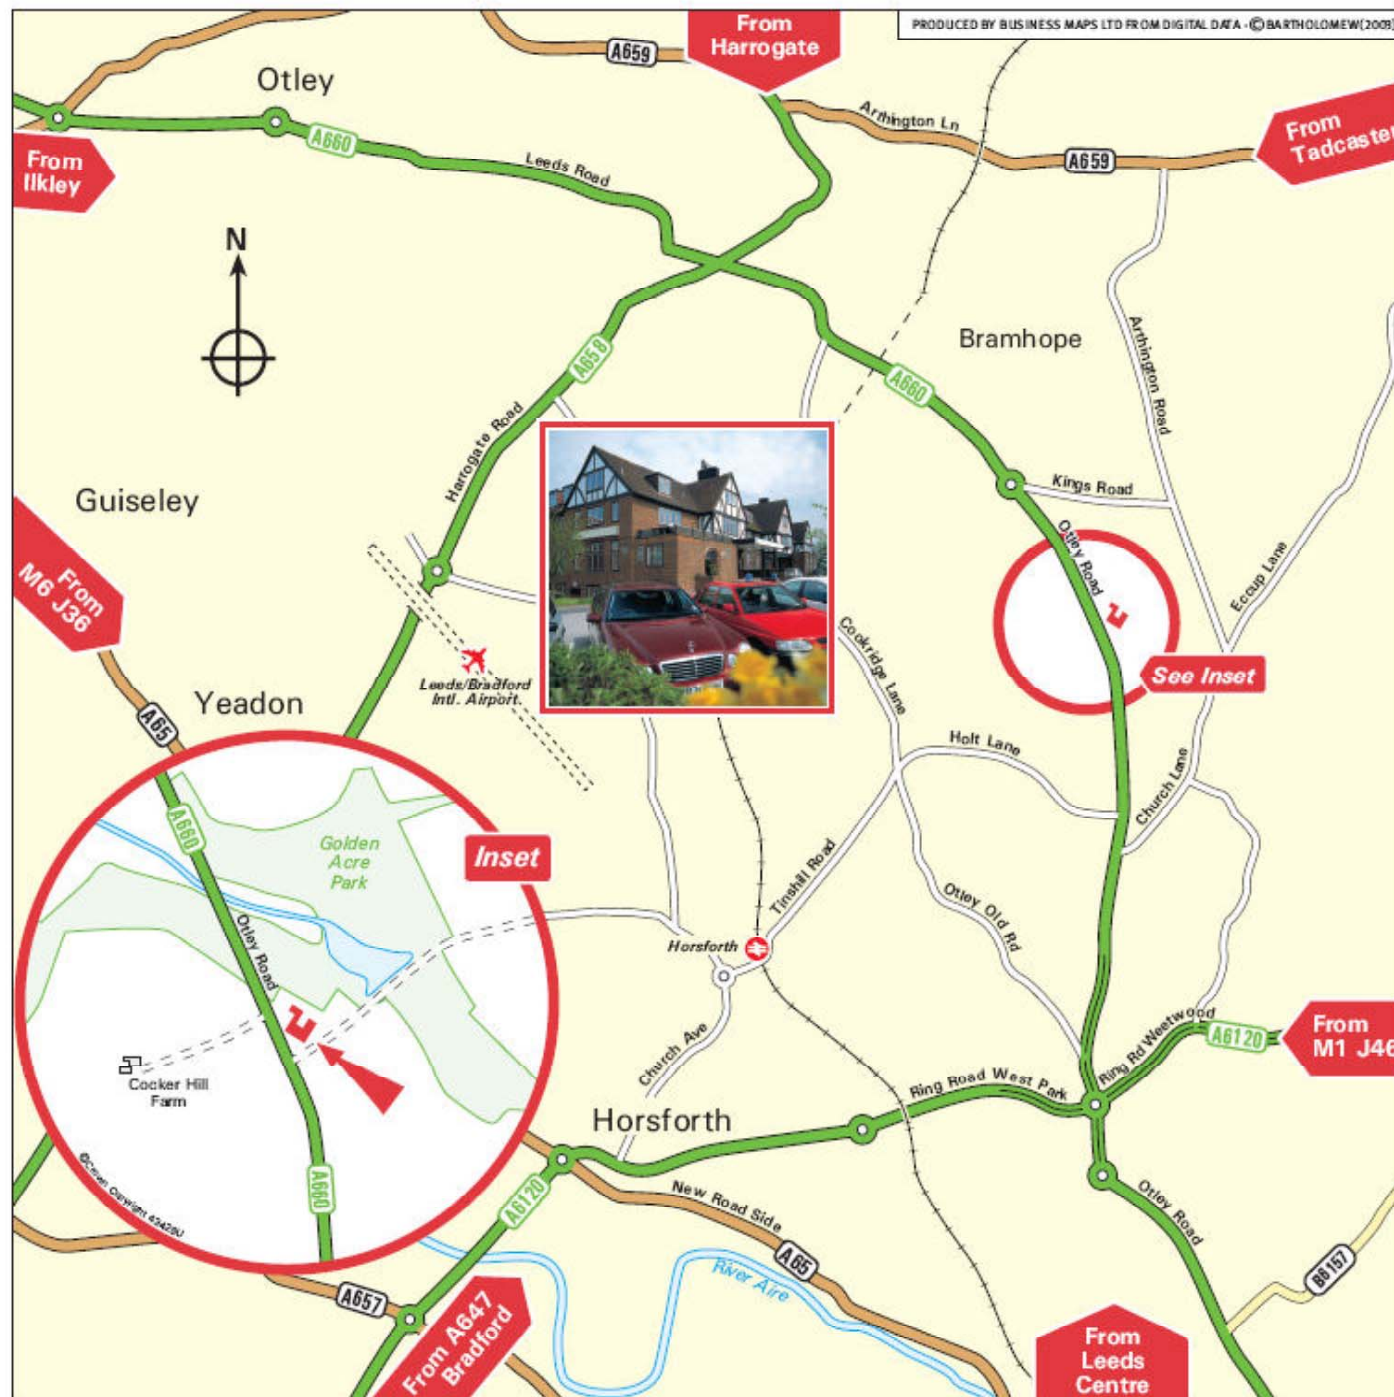 PRODUCED BY BUSINESS MAPS LTD FROM DIGITAL DATA - © BARTHOLOMEW(2003)
From
Harrogate
A659
Otley
A660
Leeds Road
Arthington Ln
A659
From
Tadcaster
From
Ilkley
N
Bramhope
A658
A660
Arthington Road
Harrogate Road
Kings Road
Guiseley
Otley Road
Eccup Lane
From
M6 J36
Cookridge Lane
See Inset
Leeds/Bradford
Intl. Airport
Yeadon
A65
Holt Lane
Church Lane
A660
Golden
Acre
Park
Inset
Tinshill Road
Otley Old Rd
Otley Road
Horsforth
Cocker Hill
Farm
Church Ave
Ring Rd Weetwood
A6120
From
M1 J46
Ring Road West Park
Horsforth
©Crown Copyright 43426U
A660
A6120
New Road Side
Otley Road
A65
River Aire
B6157
A657
From A647
Bradford
From
Leeds
Centre